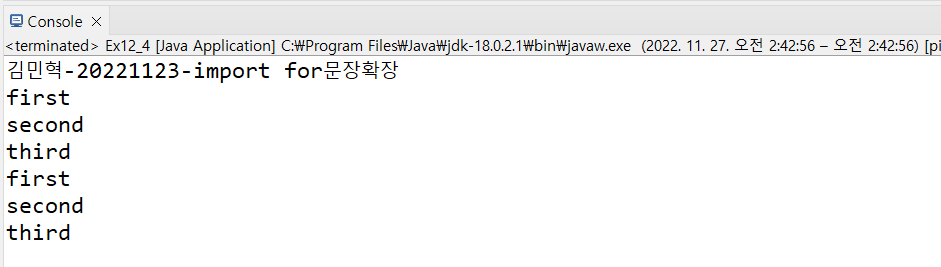 Console
<terminated> Ex12_4 [Java Application] C:₩Program Files₩Java₩jdk-18.0.2.1₩bin₩javaw.exe (2022. 11. 27. 오전 2:42:56 – 오전 2:42:56) [pi
김민혁-20221123-import for문장확장
first
second
third
first
second
third